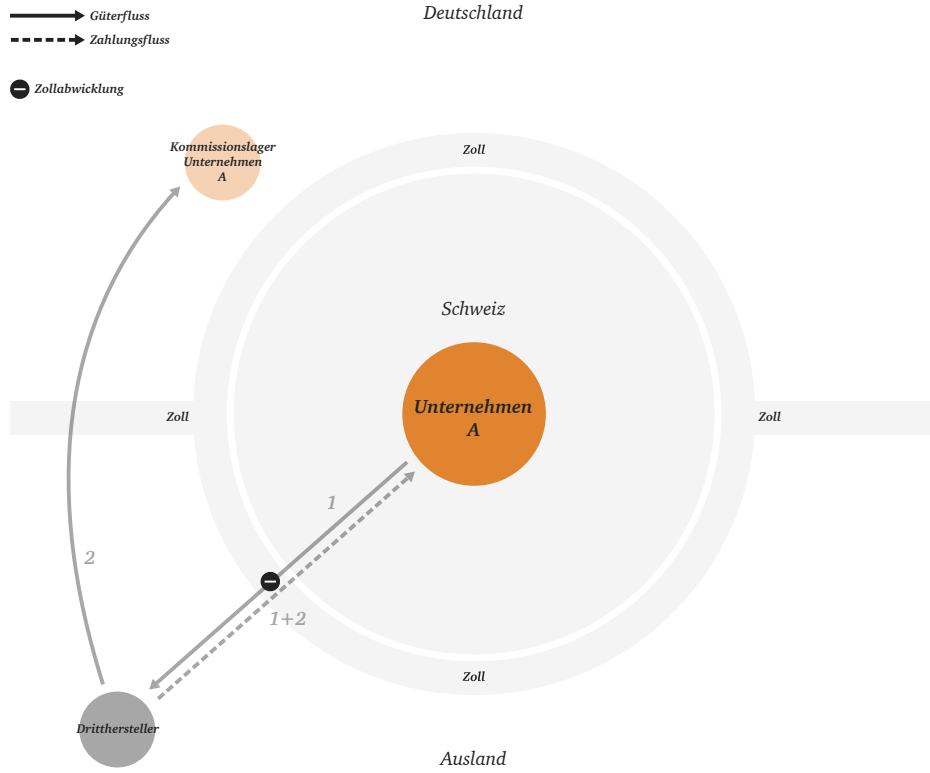 Deutschland
Güterfluss
Zahlungsfluss
Zollabwicklung
Kommissionslager
Unternehmen
A
Zoll
Schweiz
Unternehmen
A
Zoll
Zoll
1
2
1+2
Zoll
Dritthersteller
Ausland